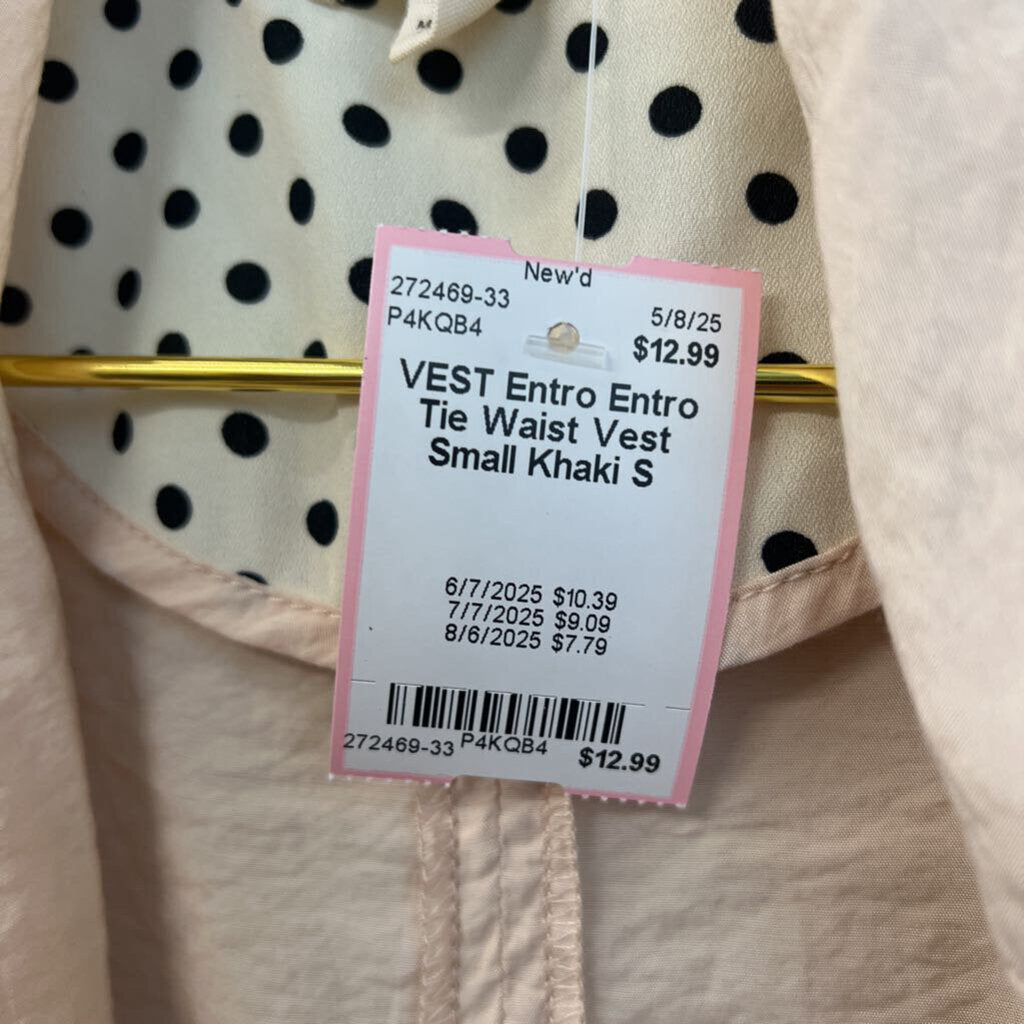 New'd
272469-33 5/8/25
P4KQB4 $12.99
VEST Entro Entro
Tie Waist Vest
Small Khaki S
6/7/2025 $10.39
7/7/2025 $9.09
8/6/2025 $7.79
272469-33 P4KQB4 $12.99